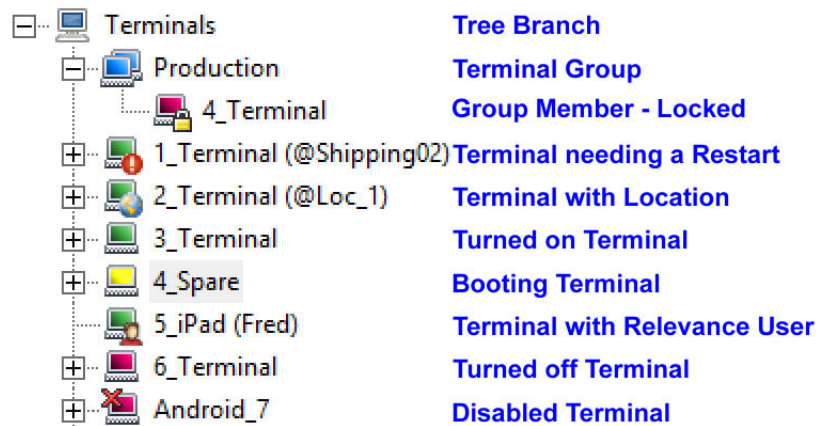 Terminals Tree Branch
Production Terminal Group
4_Terminal Group Member - Locked
1_Terminal (@Shipping02) Terminal needing a Restart
2_Terminal (@Loc_1) Terminal with Location
3_Terminal Turned on Terminal
4_Spare Booting Terminal
5_iPad (Fred) Terminal with Relevance User
6_Terminal Turned off Terminal
Android_7 Disabled Terminal